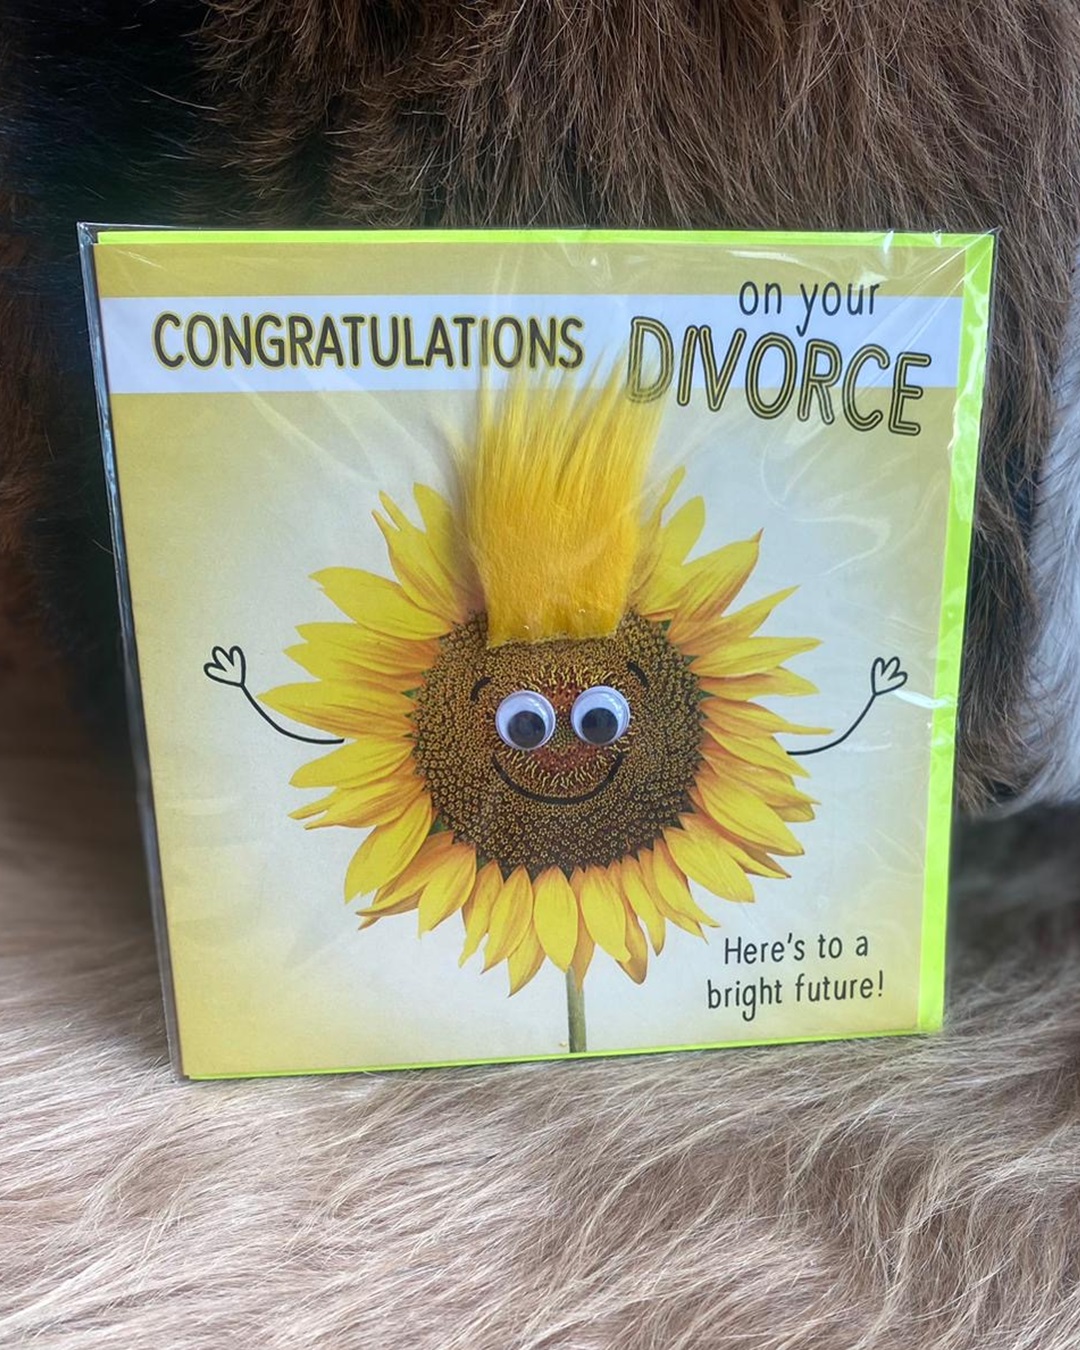 CONGRATULATIONS
on your
DIVORCE
Here's to a
bright future!